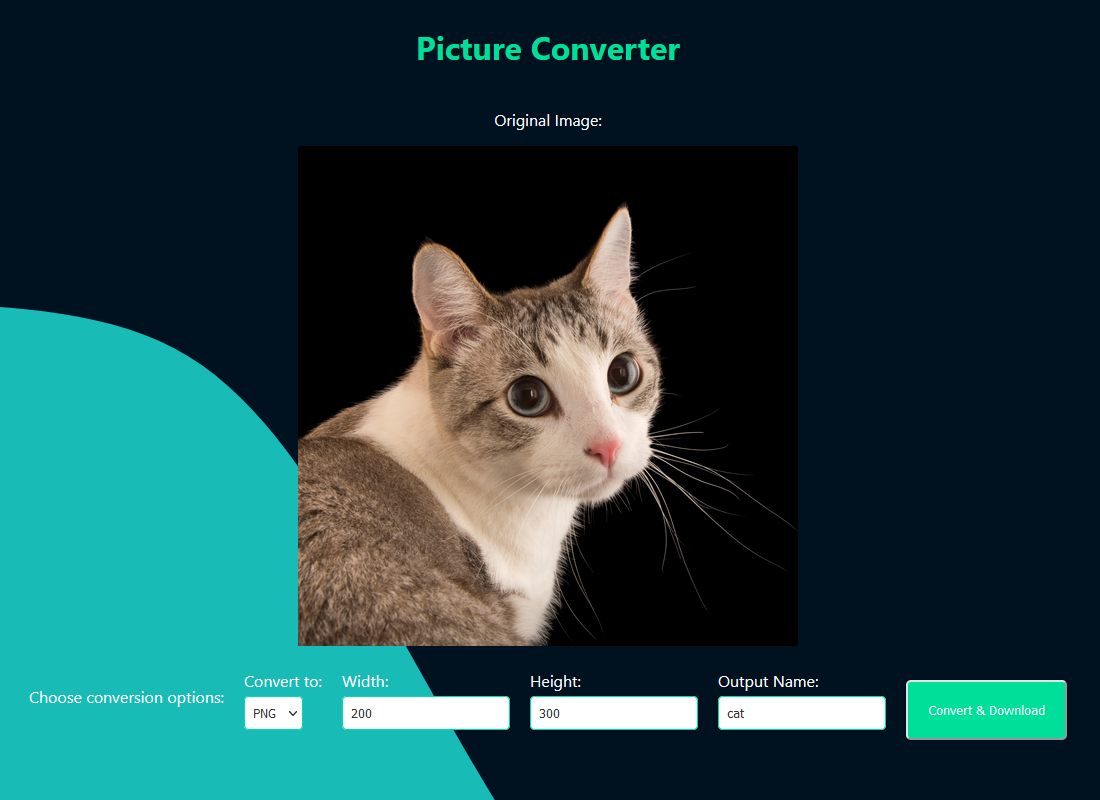 Picture Converter
Original Image:
Choose conversion options:
Convert to:
PNG
Width:
200
Height:
300
Output Name:
cat
Convert & Download